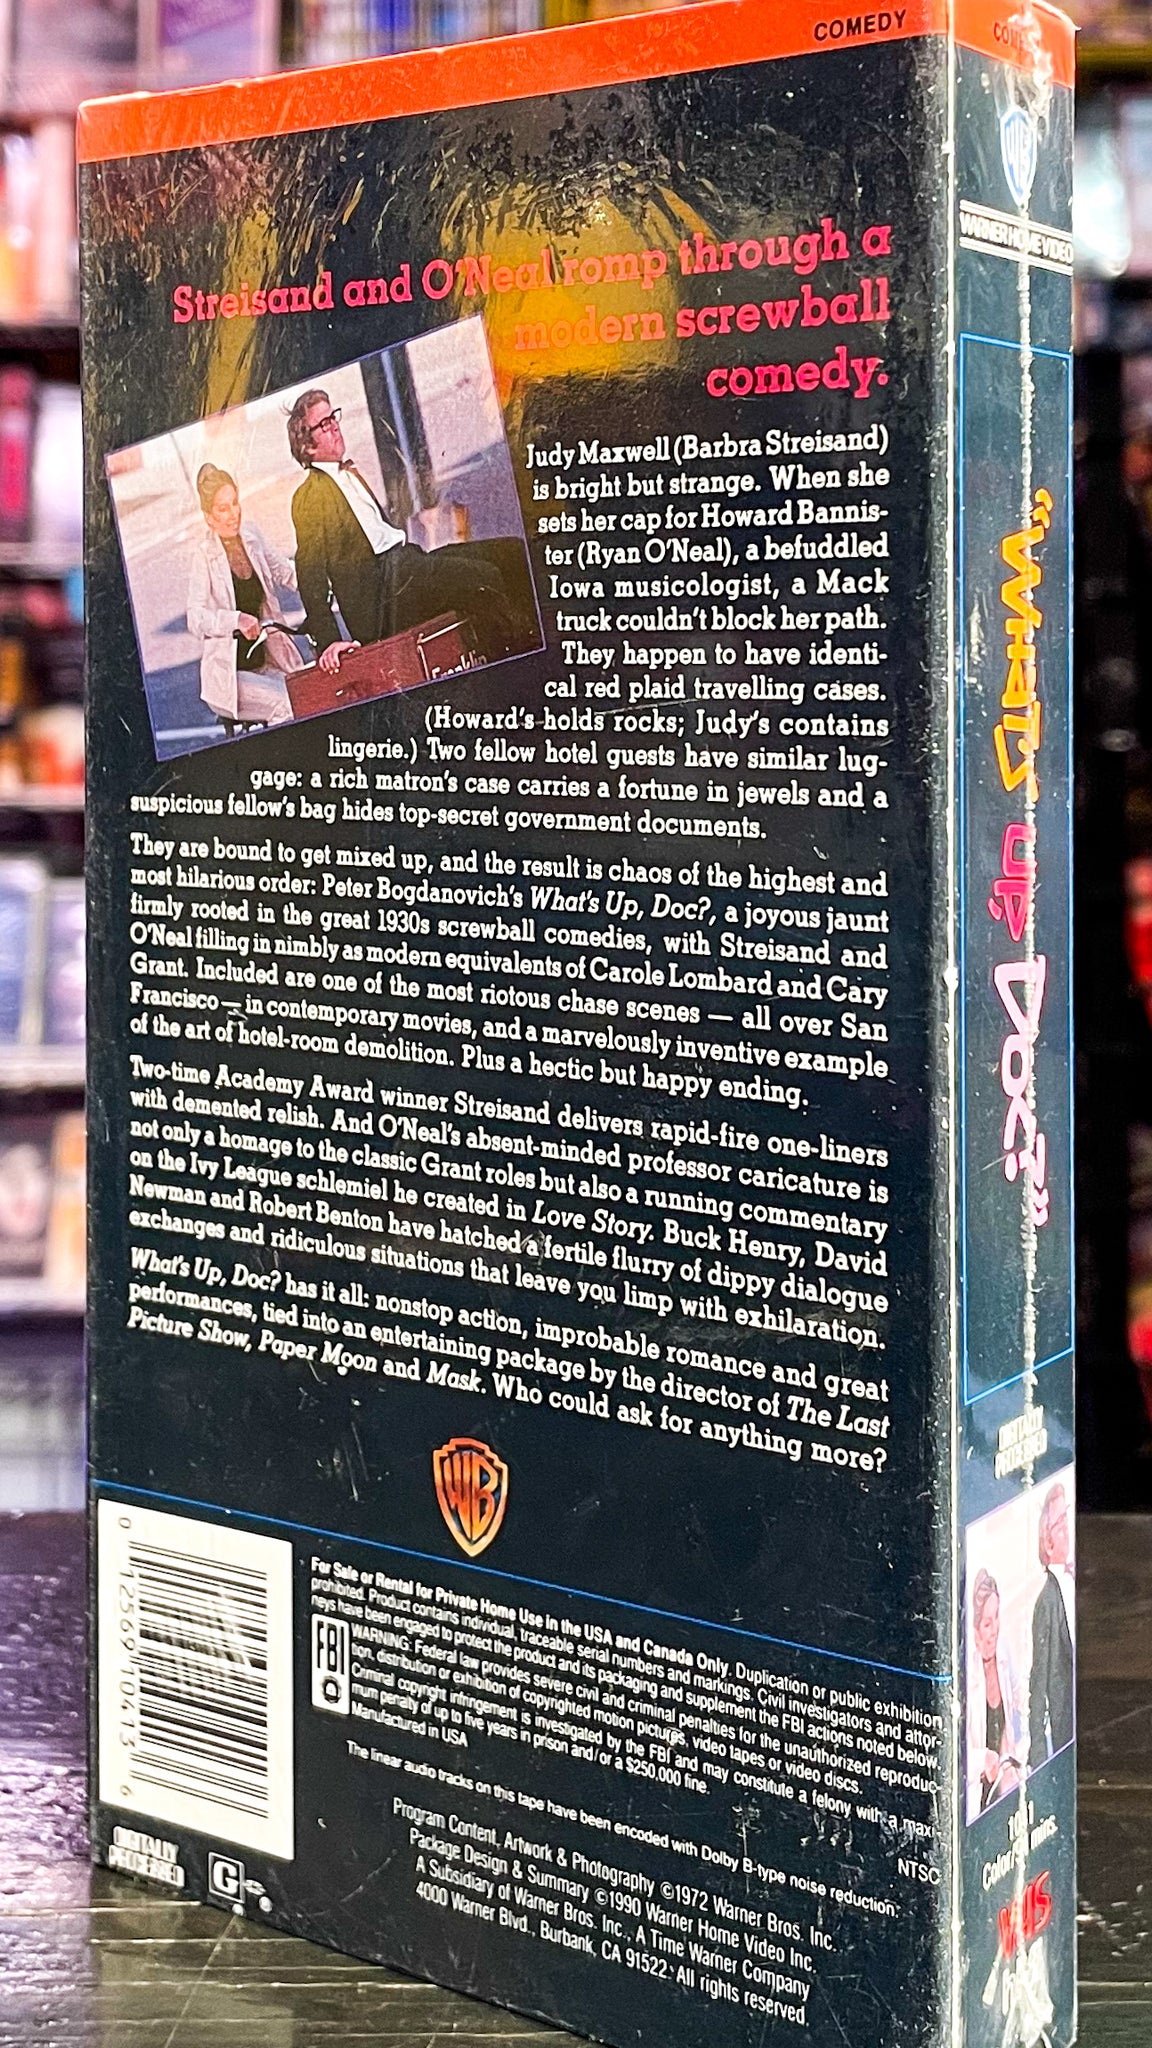 COMEDY
Streisand and O'Neal romp through a
modern screwball
comedy.
Judy Maxwell (Barbra Streisand)
is bright but strange. When she
sets her cap for Howard Bannis-
ter (Ryan O'Neal), a befuddled
Iowa musicologist, a Mack
truck couldn't block her path.
They happen to have identi-
cal red plaid travelling cases.
(Howard's holds rocks; Judy's contains
lingerie.) Two fellow hotel guests have similar lug-
gage: a rich matron's case carries a fortune in jewels and a
suspicious fellow's bag hides top-secret government documents.
They are bound to get mixed up, and the result is chaos of the highest and
most hilarious order: Peter Bogdanovich's What's Up, Doc?, a joyous jaunt
firmly rooted in the great 1930s screwball comedies, with Streisand and
O'Neal filling in nimbly as modern equivalents of Carole Lombard and Cary
Grant. Included are one of the most riotous chase scenes — all over San
Francisco — in contemporary movies, and a marvelously inventive example
of the art of hotel-room demolition. Plus a hectic but happy ending.
Two-time Academy Award winner Streisand delivers rapid-fire one-liners
with demented relish. And O'Neal's absent-minded professor caricature is
not only a homage to the classic Grant roles but also a running commentary
on the Ivy League schlemiel he created in Love Story. Buck Henry, David
Newman and Robert Benton have hatched a fertile flurry of dippy dialogue
exchanges and ridiculous situations that leave you limp with exhilaration.
What's Up, Doc? has it all: nonstop action, improbable romance and great
performances, tied into an entertaining package by the director of The Last
Picture Show, Paper Moon and Mask. Who could ask for anything more?
WB
Franklin
0 12569 10413 6
DIGITALLY
PROCESSED
G
For Sale or Rental for Private Home Use in the USA and Canada Only. Duplication or public exhibition
prohibited. Product contains individual, traceable serial numbers and markings. Civil investigators and attor-
neys have been engaged to protect the product and its packaging and supplement the FBI actions noted below.
FBI
WARNING: Federal law provides severe civil and criminal penalties for the unauthorized reproduc-
tion, distribution or exhibition of copyrighted motion pictures, video tapes or video discs.
Criminal copyright infringement is investigated by the FBI and may constitute a felony with a maxi-
mum penalty of up to five years in prison and/or a $250,000 fine.
Manufactured in USA
NTSC
The linear audio tracks on this tape have been encoded with Dolby B-type noise reduction.
Program Content, Artwork & Photography ©1972 Warner Bros. Inc.
Package Design & Summary ©1990 Warner Home Video Inc.
A Subsidiary of Warner Bros. Inc., A Time Warner Company
4000 Warner Blvd., Burbank, CA 91522. All rights reserved.
WB
WARNER HOME VIDEO
"WHAT'S UP, DOC?"
DIGITALLY
PROCESSED
mins.
VHS